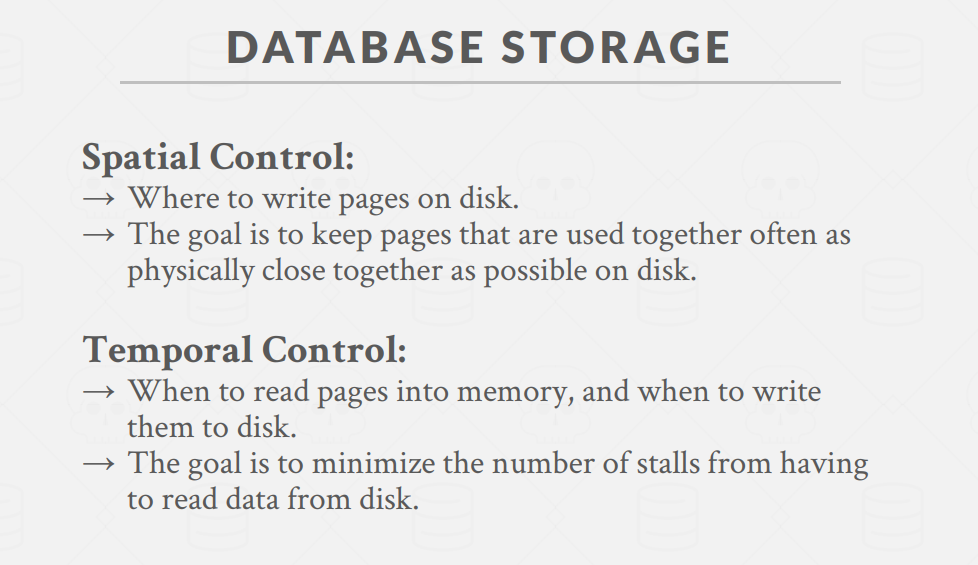 DATABASE STORAGE
Spatial Control:
→ Where to write pages on disk.
→ The goal is to keep pages that are used together often as
physically close together as possible on disk.
Temporal Control:
→ When to read pages into memory, and when to write
them to disk.
→ The goal is to minimize the number of stalls from having
to read data from disk.